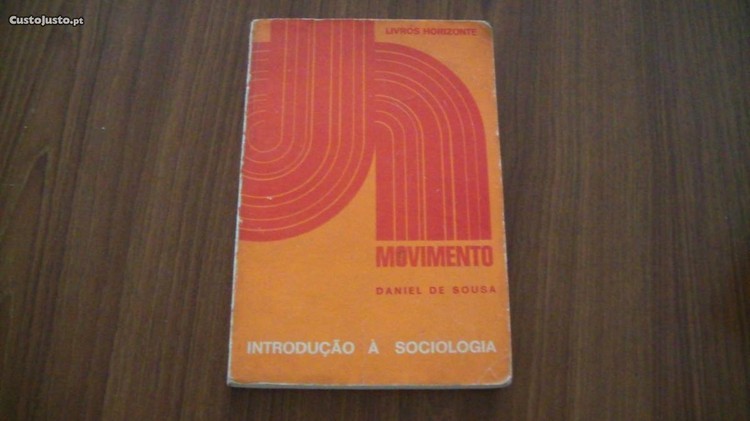 CustoJusto.pt
LIVROS HORIZONTE
MOVIMENTO
DANIEL DE SOUSA
INTRODUÇÃO À SOCIOLOGIA